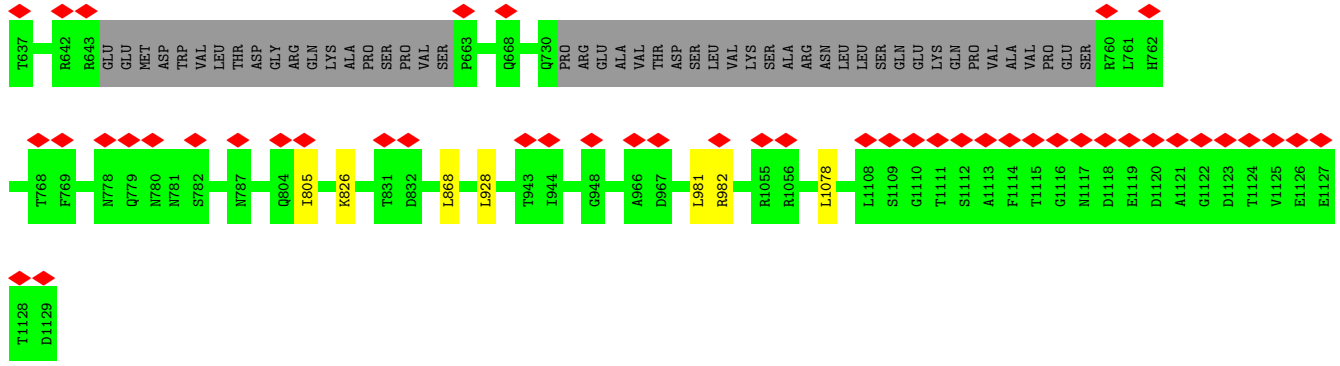 T637 R642 R643 GLU GLU MET ASP TRP VAL LEU THR ASP GLY ARG GLN LYS ALA PRO SER PRO VAL SER P663 Q668 Q730 PRO ARG GLU ALA VAL THR ASP SER LEU VAL LYS SER ALA ARG ASN LEU LEU SER GLN GLU LYS GLN PRO VAL ALA VAL PRO GLU SER R760 L761 H762
T768 F769 N778 Q779 N780 N781 S782 N787 Q804 I805 K826 T831 D832 L868 L928 T943 I944 G948 A966 D967 L981 R982 R1055 R1056 L1078 L1108 S1109 G1110 T1111 S1112 A1113 F1114 T1115 G1116 N1117 D1118 E1119 D1120 A1121 G1122 D1123 T1124 V1125 E1126 E1127
T1128 D1129